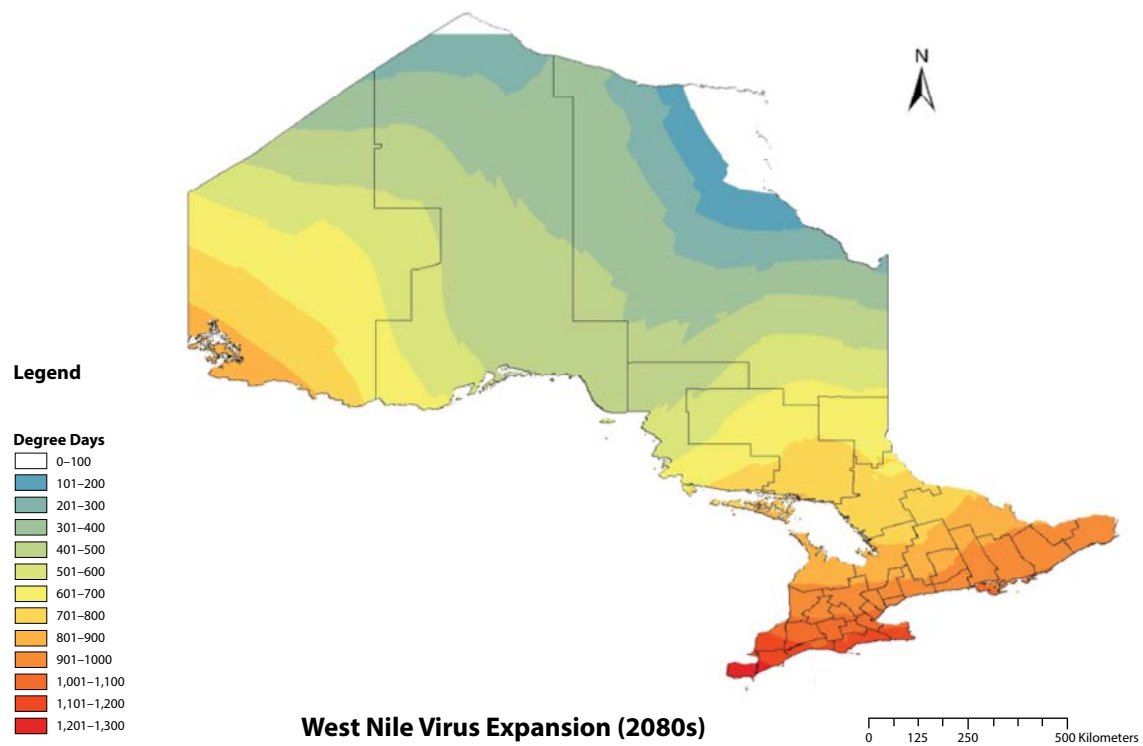 N
Legend
Degree Days
0–100
101–200
201–300
301–400
401–500
501–600
601–700
701–800
801–900
901–1000
1,001–1,100
1,101–1,200
1,201–1,300
West Nile Virus Expansion (2080s)
0 125 250 500 Kilometers